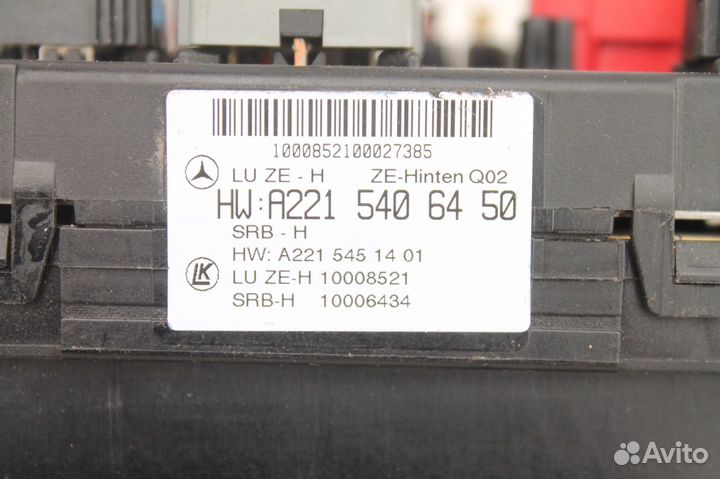 1000852100027385
LU ZE - H ZE-Hinten Q02
HW:A221 540 64 50
SRB - H
HW: A221 545 14 01
LU ZE-H 10008521
SRB-H 10006434
LK
Avito